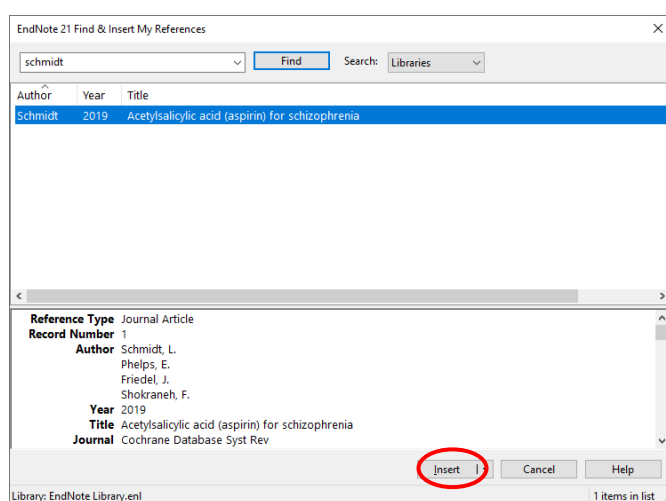 EndNote 21 Find & Insert My References
schmidt Find Search: Libraries
Author Year Title
Schmidt 2019 Acetylsalicylic acid (aspirin) for schizophrenia
Reference Type Journal Article
Record Number 1
Author Schmidt, L.
Phelps, E.
Friedel, J.
Shokraneh, F.
Year 2019
Title Acetylsalicylic acid (aspirin) for schizophrenia
Journal Cochrane Database Syst Rev
Insert Cancel Help
Library: EndNote Library.enl 1 items in list